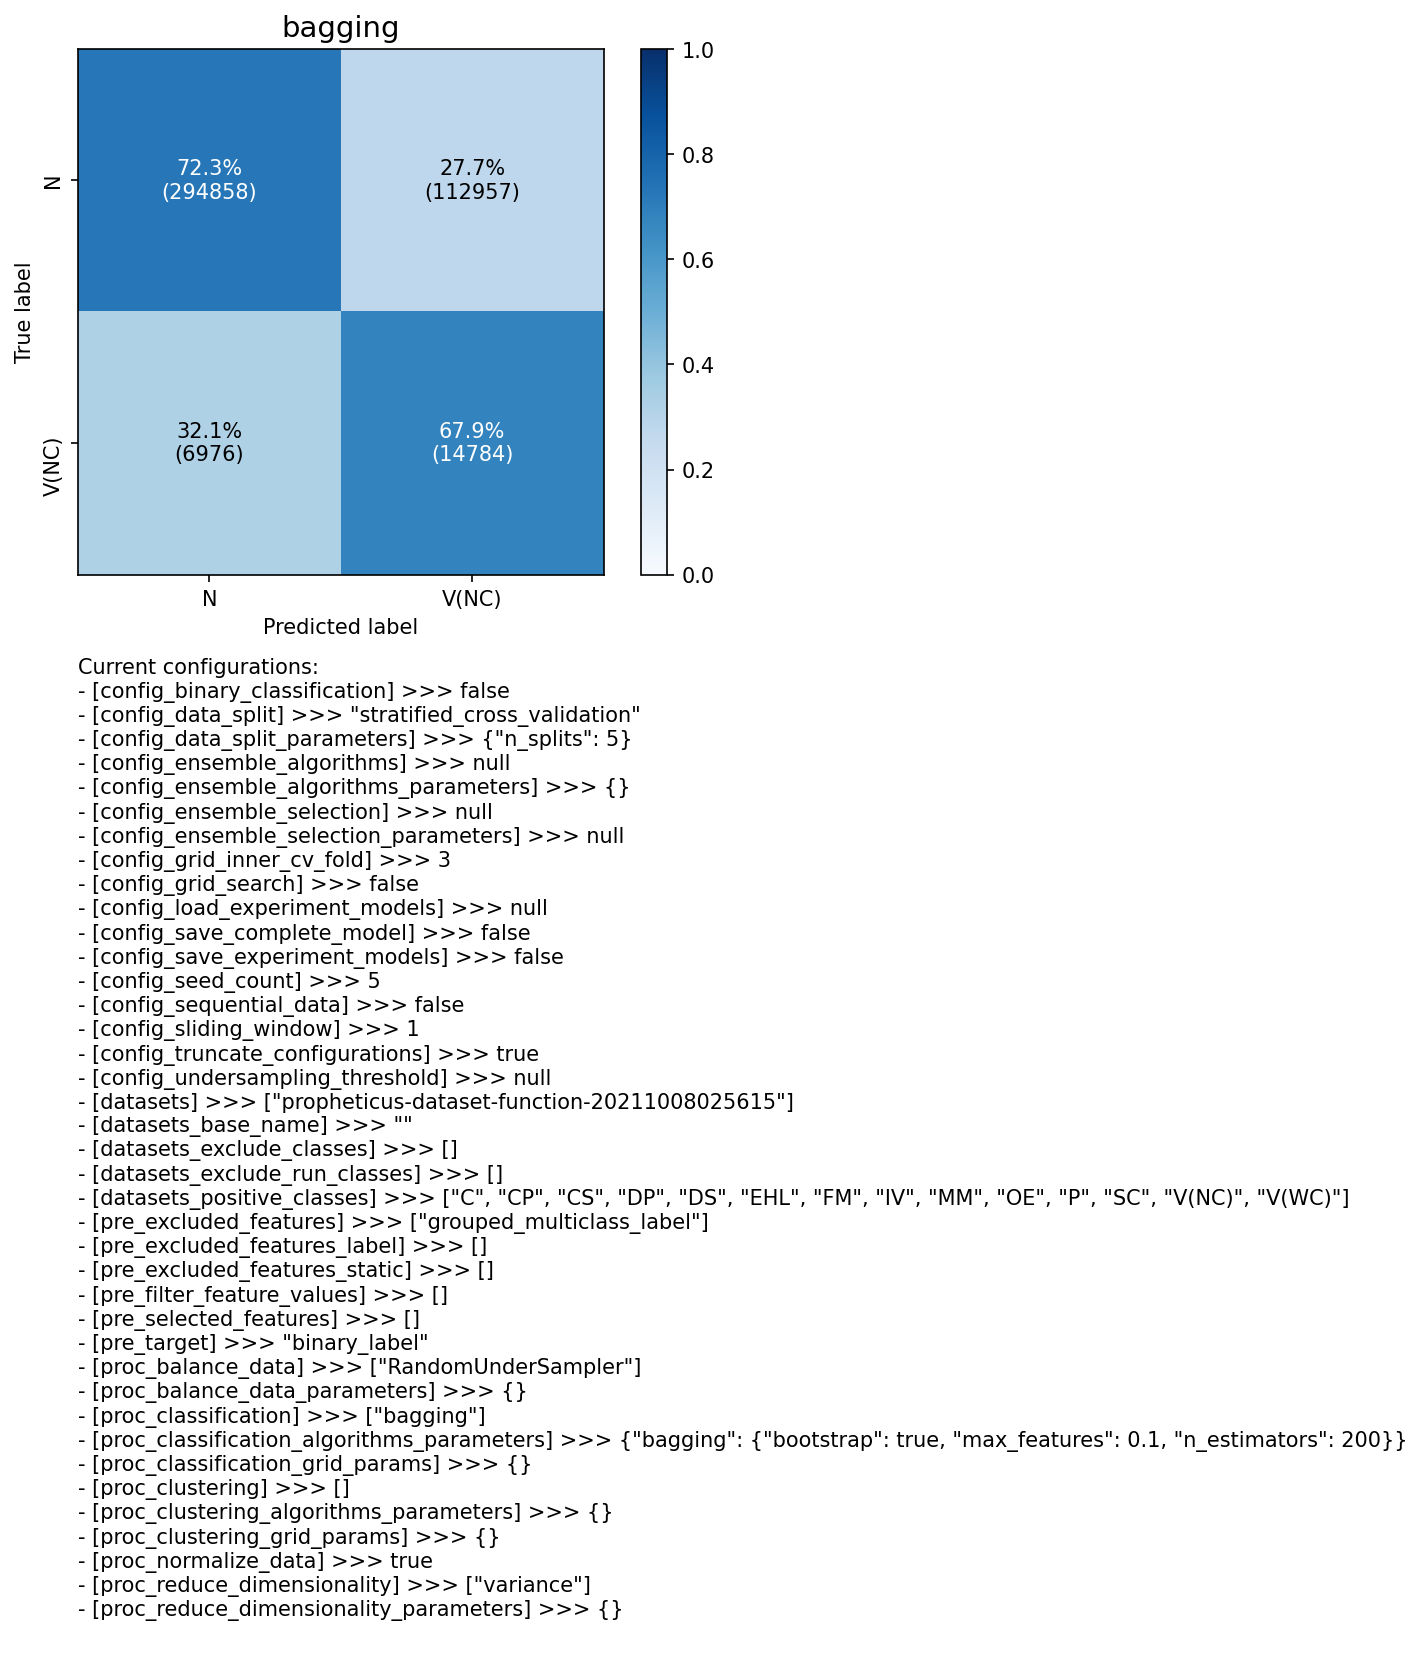 bagging
1.0
72.3%
(294858)
27.7%
(112957)
0.8
N
0.6
True label
0.4
32.1%
(6976)
67.9%
(14784)
V(NC)
0.2
0.0
N
V(NC)
Predicted label
Current configurations:
- [config_binary_classification] >>> false
- [config_data_split] >>> "stratified_cross_validation"
- [config_data_split_parameters] >>> {"n_splits": 5}
- [config_ensemble_algorithms] >>> null
- [config_ensemble_algorithms_parameters] >>> {}
- [config_ensemble_selection] >>> null
- [config_ensemble_selection_parameters] >>> null
- [config_grid_inner_cv_fold] >>> 3
- [config_grid_search] >>> false
- [config_load_experiment_models] >>> null
- [config_save_complete_model] >>> false
- [config_save_experiment_models] >>> false
- [config_seed_count] >>> 5
- [config_sequential_data] >>> false
- [config_sliding_window] >>> 1
- [config_truncate_configurations] >>> true
- [config_undersampling_threshold] >>> null
- [datasets] >>> ["propheticus-dataset-function-20211008025615"]
- [datasets_base_name] >>> ""
- [datasets_exclude_classes] >>> []
- [datasets_exclude_run_classes] >>> []
- [datasets_positive_classes] >>> ["C", "CP", "CS", "DP", "DS", "EHL", "FM", "IV", "MM", "OE", "P", "SC", "V(NC)", "V(WC)"]
- [pre_excluded_features] >>> ["grouped_multiclass_label"]
- [pre_excluded_features_label] >>> []
- [pre_excluded_features_static] >>> []
- [pre_filter_feature_values] >>> []
- [pre_selected_features] >>> []
- [pre_target] >>> "binary_label"
- [proc_balance_data] >>> ["RandomUnderSampler"]
- [proc_balance_data_parameters] >>> {}
- [proc_classification] >>> ["bagging"]
- [proc_classification_algorithms_parameters] >>> {"bagging": {"bootstrap": true, "max_features": 0.1, "n_estimators": 200}}
- [proc_classification_grid_params] >>> {}
- [proc_clustering] >>> []
- [proc_clustering_algorithms_parameters] >>> {}
- [proc_clustering_grid_params] >>> {}
- [proc_normalize_data] >>> true
- [proc_reduce_dimensionality] >>> ["variance"]
- [proc_reduce_dimensionality_parameters] >>> {}